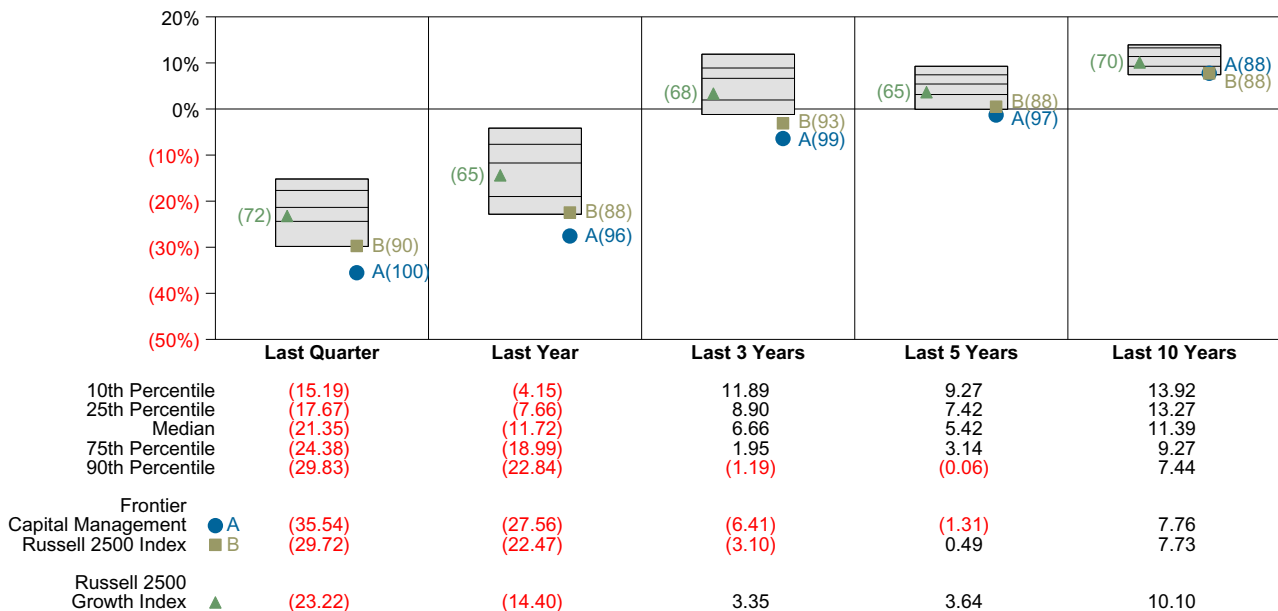 20%
10%
0%
(10%)
(20%)
(30%)
(40%)
(50%)
(72)
B(90)
A(100)
(65)
B(88)
A(96)
(68)
B(93)
A(99)
(65)
B(88)
A(97)
(70)
A(88)
B(88)
Last Quarter Last Year Last 3 Years Last 5 Years Last 10 Years
10th Percentile (15.19) (4.15) 11.89 9.27 13.92
25th Percentile (17.67) (7.66) 8.90 7.42 13.27
Median (21.35) (11.72) 6.66 5.42 11.39
75th Percentile (24.38) (18.99) 1.95 3.14 9.27
90th Percentile (29.83) (22.84) (1.19) (0.06) 7.44
Frontier
Capital Management A (35.54) (27.56) (6.41) (1.31) 7.76
Russell 2500 Index B (29.72) (22.47) (3.10) 0.49 7.73
Russell 2500
Growth Index (23.22) (14.40) 3.35 3.64 10.10